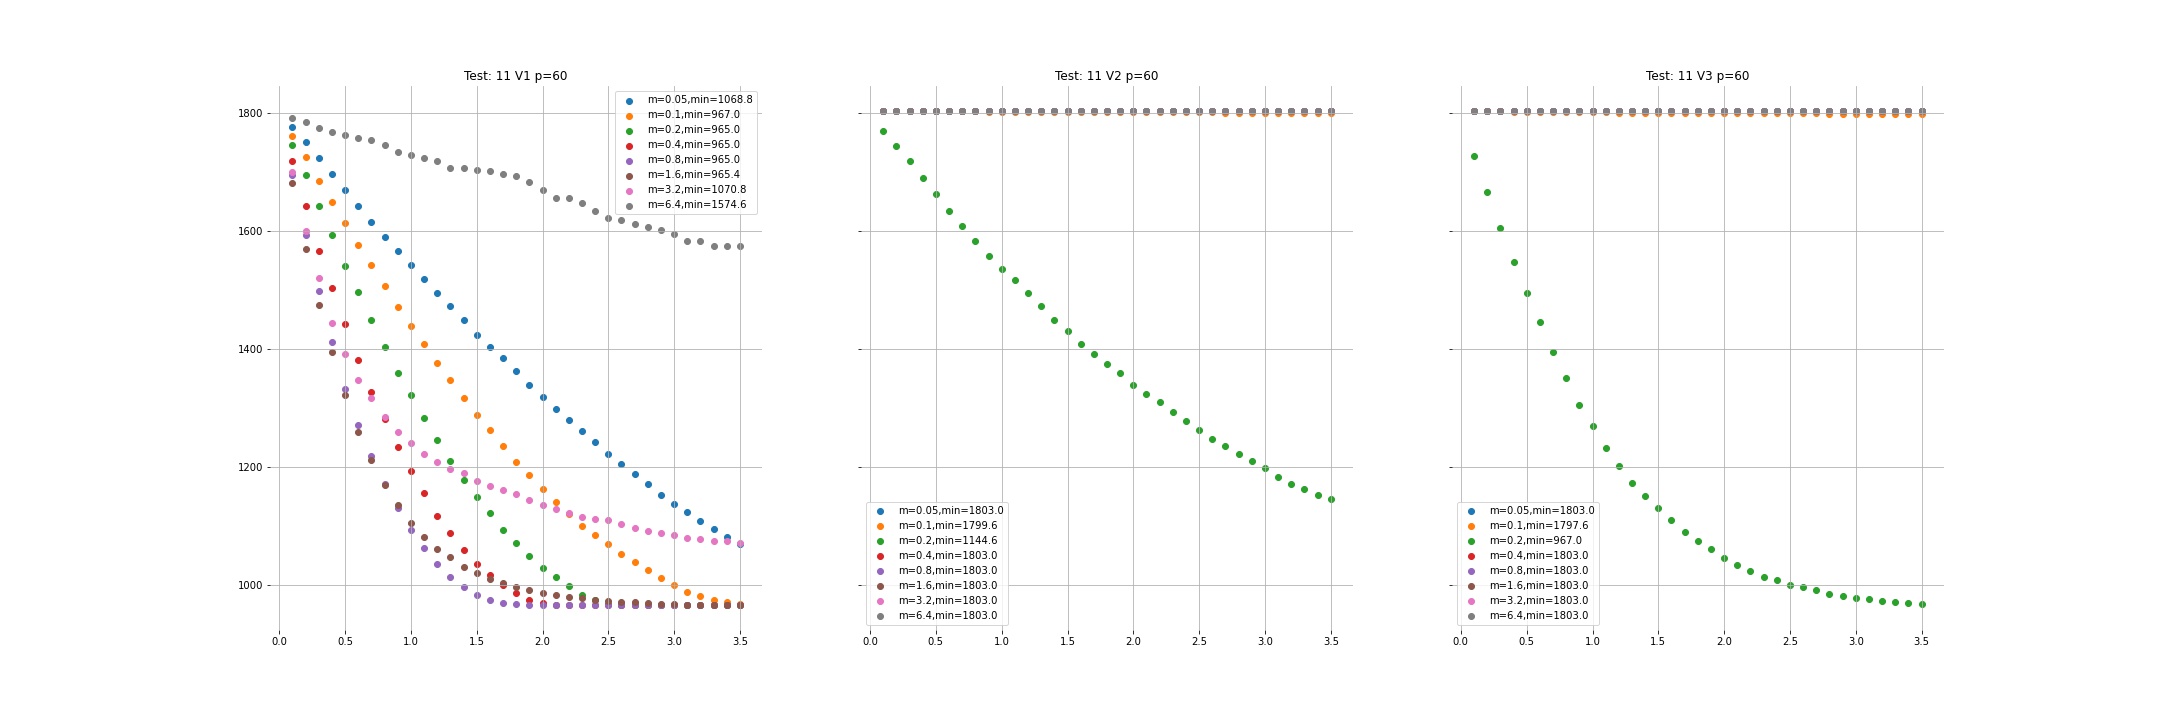 Test: 11 V1 p=60
1800
1600
1400
1200
1000
0.0 0.5 1.0 1.5 2.0 2.5 3.0 3.5
m=0.05,min=1068.8
m=0.1,min=967.0
m=0.2,min=965.0
m=0.4,min=965.0
m=0.8,min=965.0
m=1.6,min=965.4
m=3.2,min=1070.8
m=6.4,min=1574.6
Test: 11 V2 p=60
m=0.05,min=1803.0
m=0.1,min=1799.6
m=0.2,min=1144.6
m=0.4,min=1803.0
m=0.8,min=1803.0
m=1.6,min=1803.0
m=3.2,min=1803.0
m=6.4,min=1803.0
0.0 0.5 1.0 1.5 2.0 2.5 3.0 3.5
Test: 11 V3 p=60
m=0.05,min=1803.0
m=0.1,min=1797.6
m=0.2,min=967.0
m=0.4,min=1803.0
m=0.8,min=1803.0
m=1.6,min=1803.0
m=3.2,min=1803.0
m=6.4,min=1803.0
0.0 0.5 1.0 1.5 2.0 2.5 3.0 3.5